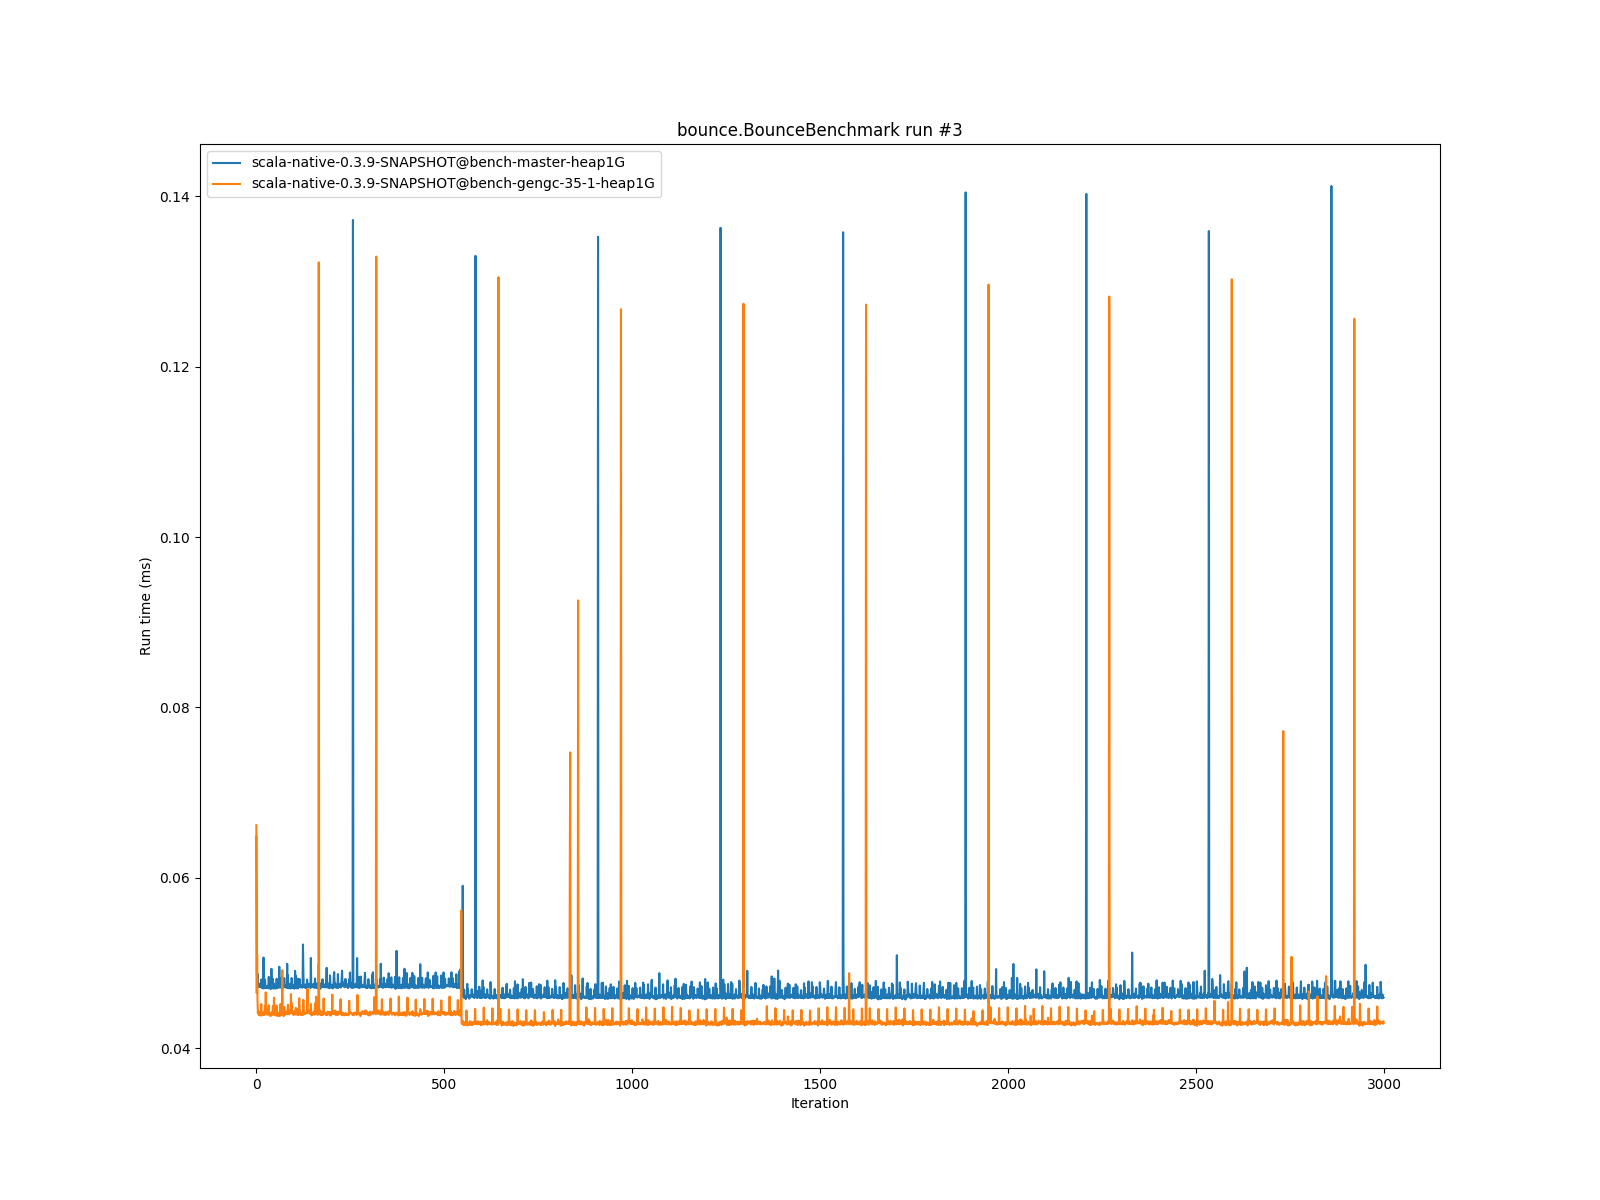 bounce.BounceBenchmark run #3
scala-native-0.3.9-SNAPSHOT@bench-master-heap1G
scala-native-0.3.9-SNAPSHOT@bench-gengc-35-1-heap1G
0.14
0.12
0.10
0.08
0.06
0.04
Run time (ms)
0 500 1000 1500 2000 2500 3000
Iteration